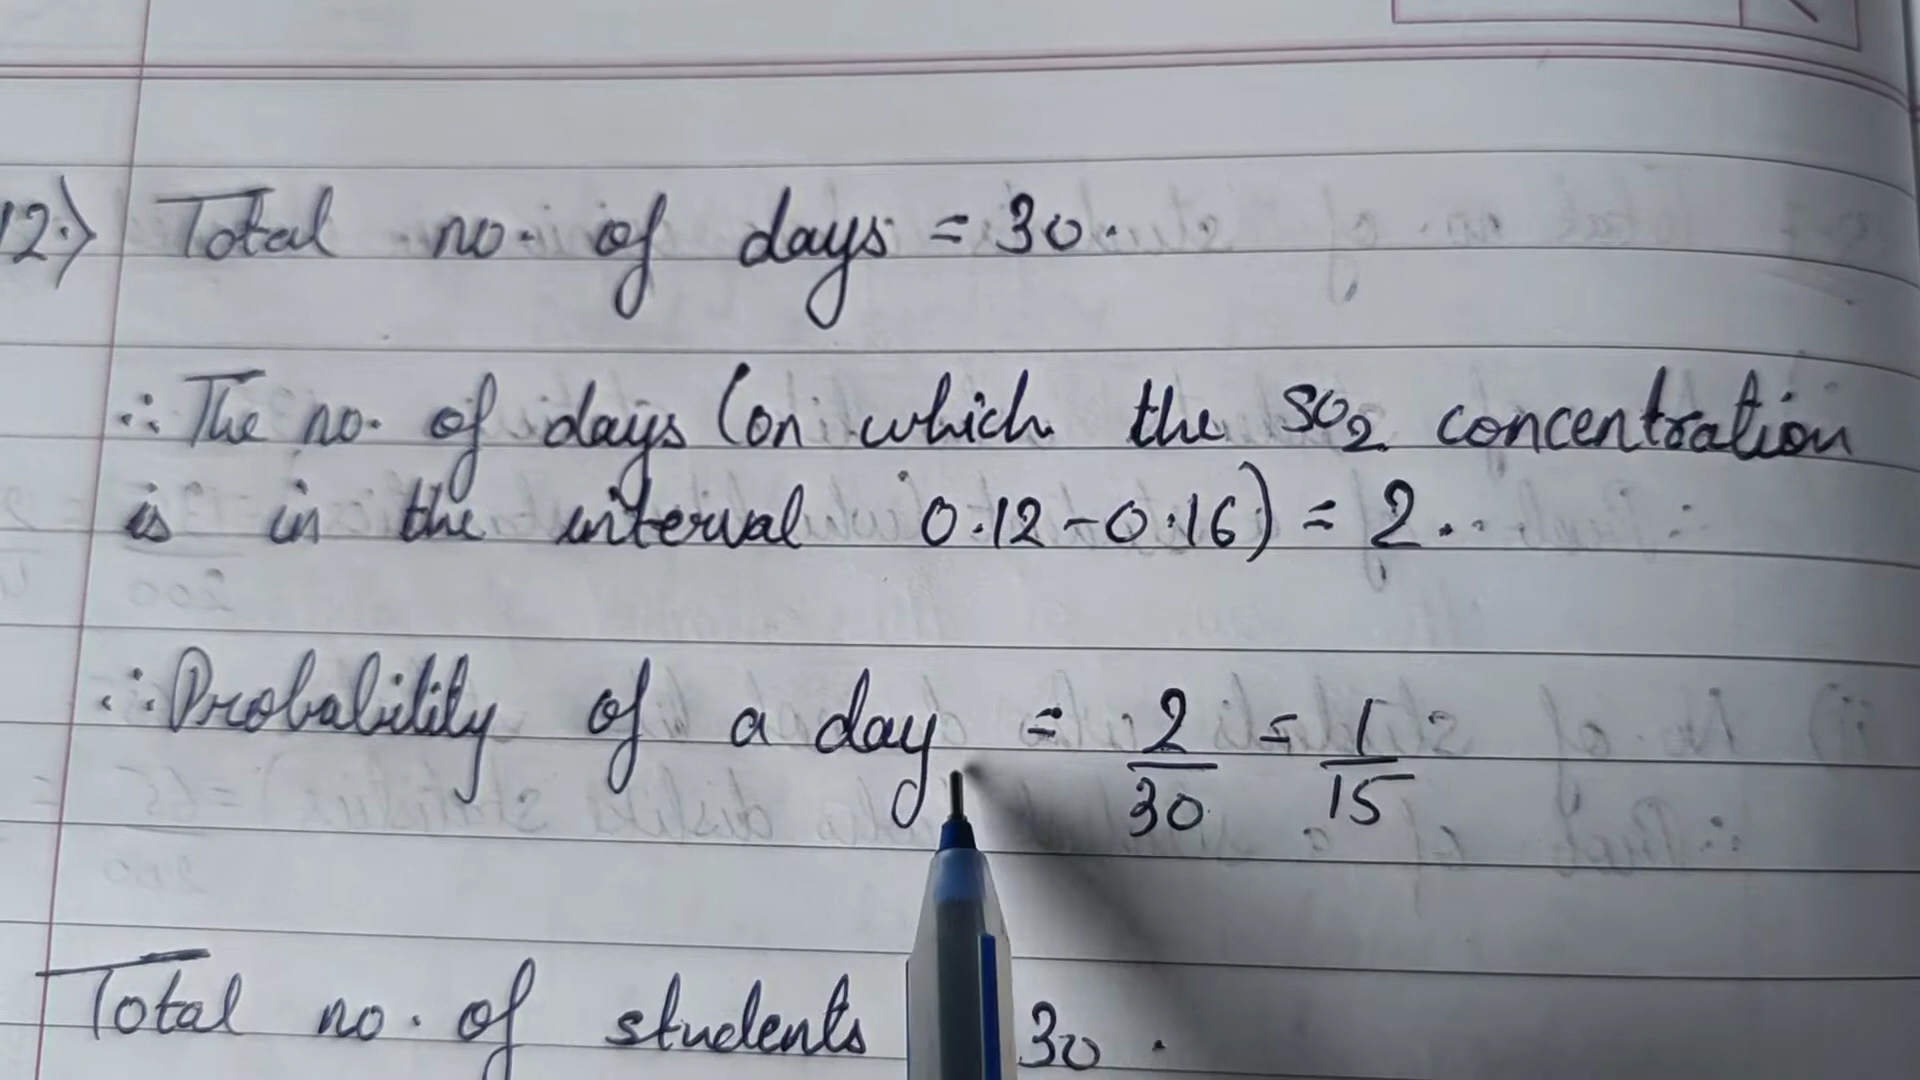 12.) Total no. of days = 30.
∴ The no. of days (on which the SO2 concentration
is in the interval 0.12-0.16) = 2.
∴ Probability of a day = 2/30 = 1/15
Total no. of students 30.